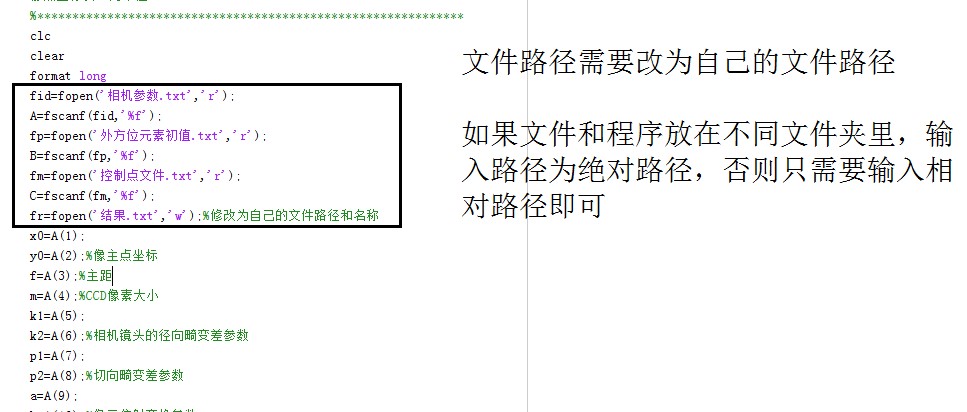 %*************************************************************
clc
clear
format long
fid=fopen('相机参数.txt','r');
A=fscanf(fid,'%f');
fp=fopen('外方位元素初值.txt','r');
B=fscanf(fp,'%f');
fm=fopen('控制点文件.txt','r');
C=fscanf(fm,'%f');
fr=fopen('结果.txt','w');%修改为自己的文件路径和名称
x0=A(1);
y0=A(2);%像主点坐标
f=A(3);%主距
m=A(4);%CCD像素大小
k1=A(5);
k2=A(6);%相机镜头的径向畸变差参数
p1=A(7);
p2=A(8);%切向畸变差参数
a=A(9);
文件路径需要改为自己的文件路径
如果文件和程序放在不同文件夹里，输
入路径为绝对路径，否则只需要输入相
对路径即可